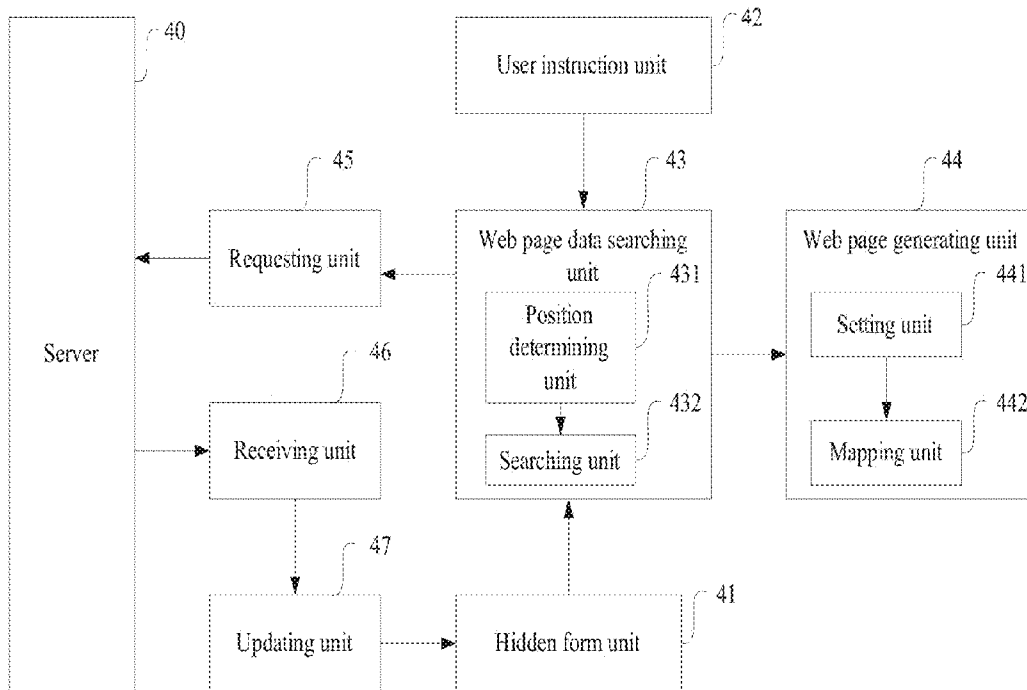 40
42
User instruction unit
45
43
44
Requesting unit
Web page data searching
unit
Web page generating unit
431
441
Position
determining
unit
Setting unit
Server
46
432
442
Receiving unit
Searching unit
Mapping unit
47
41
Updating unit
Hidden form unit